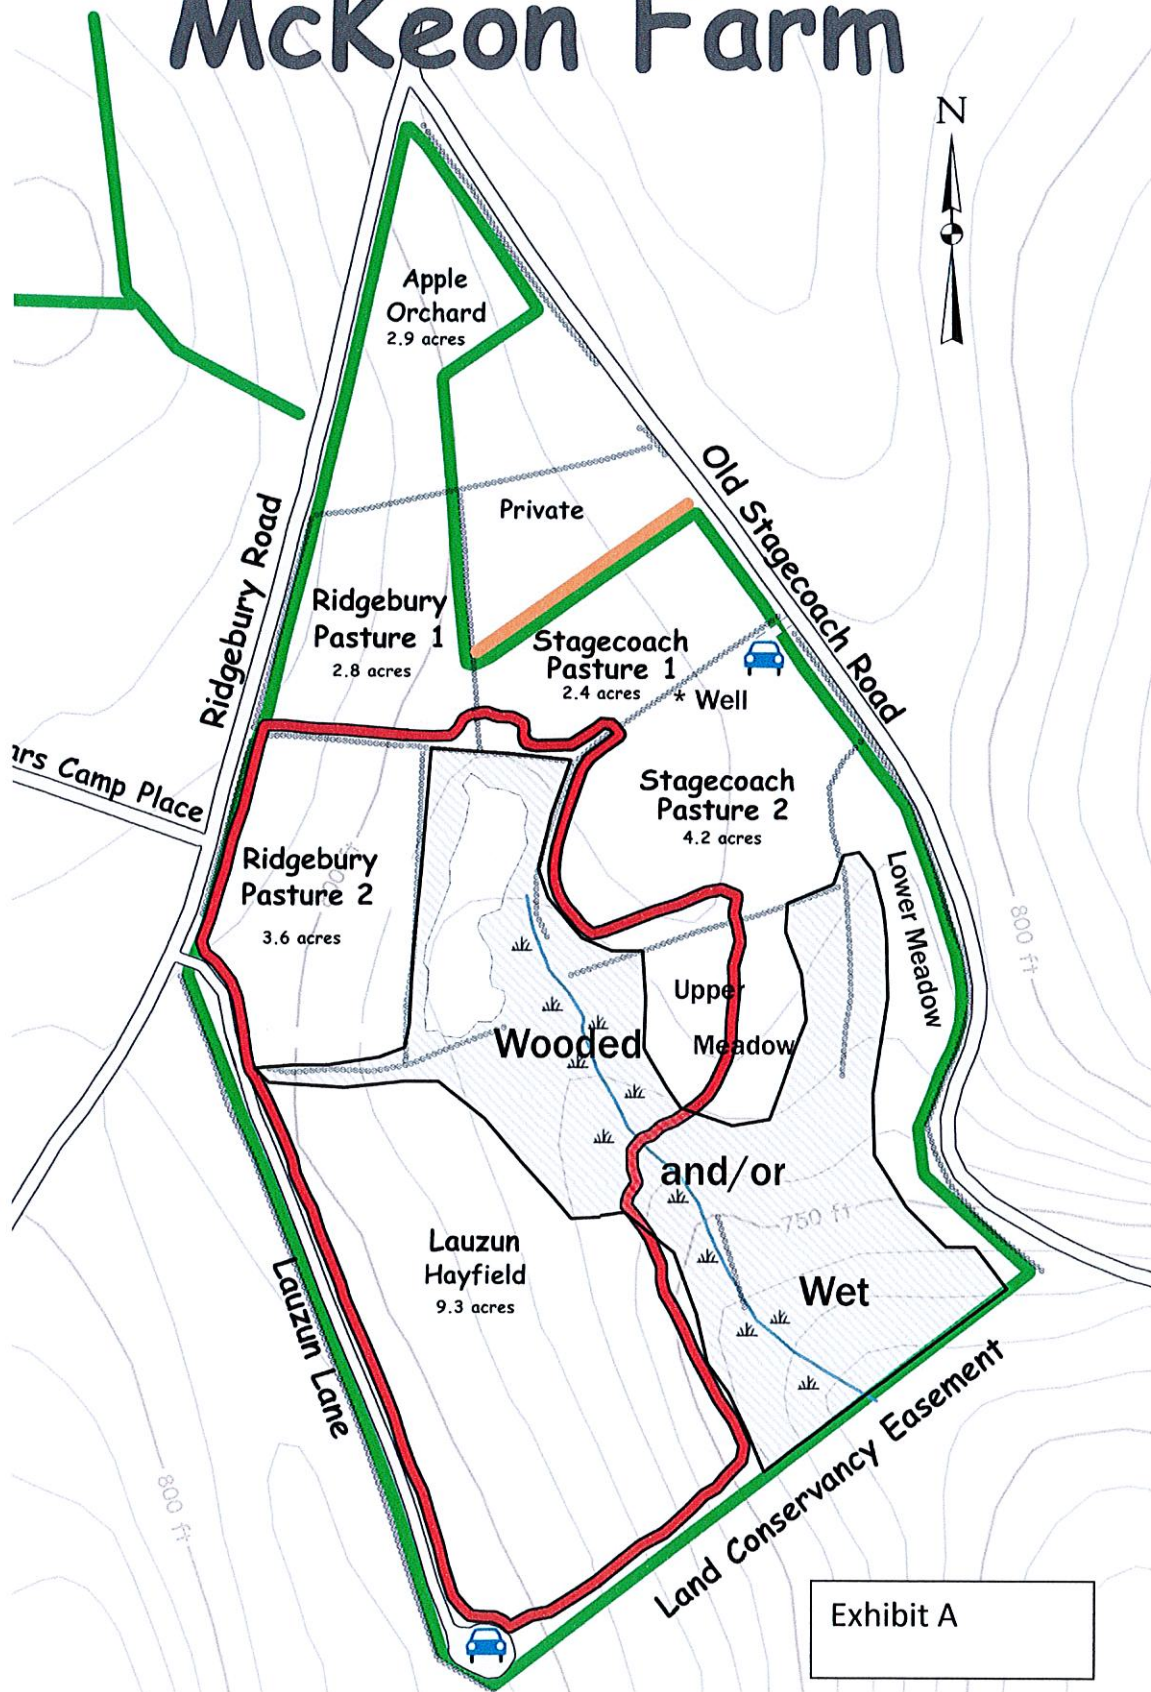 McKeon Farm
N
Apple
Orchard
2.9 acres
Old Stagecoach Road
Private
Ridgebury Road
Ridgebury
Pasture 1
2.8 acres
Stagecoach
Pasture 1
2.4 acres
* Well
ars Camp Place
Stagecoach
Pasture 2
4.2 acres
Ridgebury
Pasture 2
3.6 acres
Lower Meadow
800 ft
Upper
Meadow
Wooded
and/or
750 ft
Wet
Lauzun
Hayfield
9.3 acres
Lauzun Lane
Land Conservancy Easement
800 ft
Exhibit A